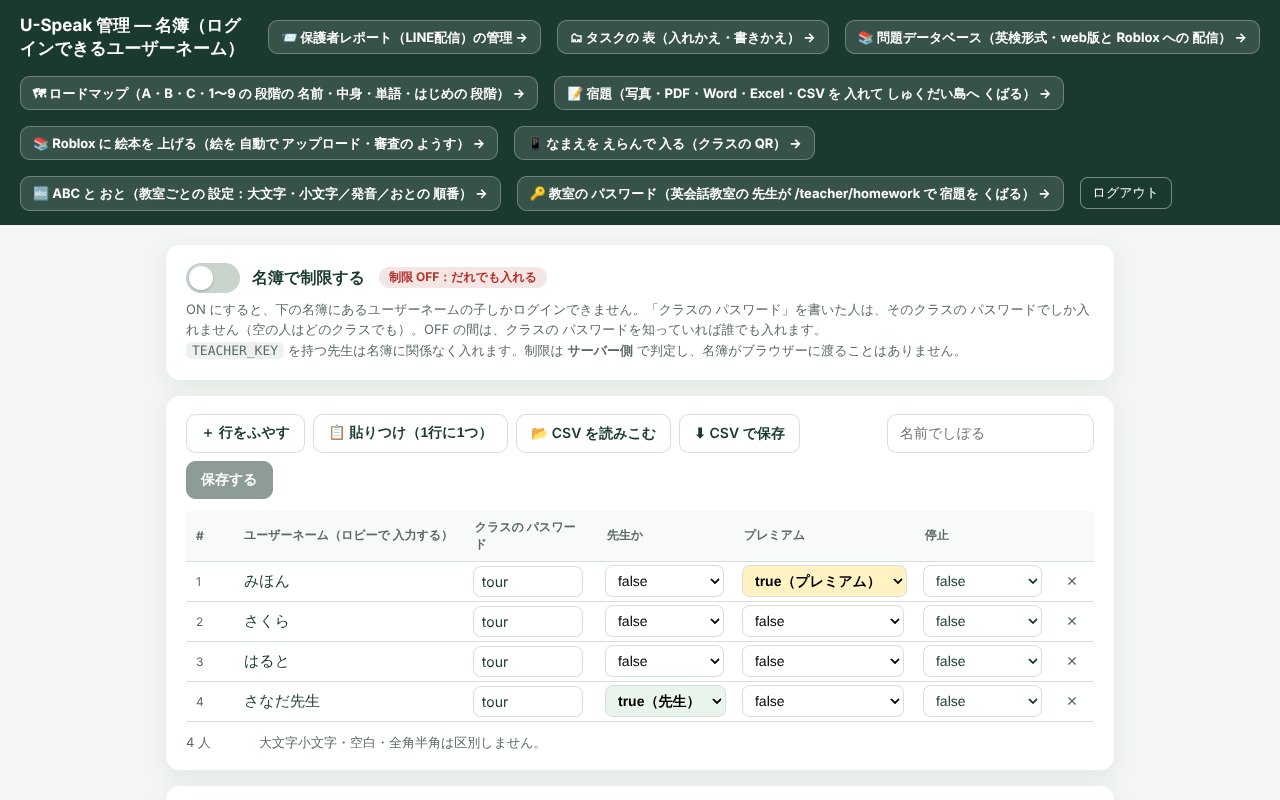 U-Speak 管理 — 名簿（ログ
インできるユーザーネーム）
📨 保護者レポート（LINE配信）の管理 →
🗂 タスクの 表（入れかえ・書きかえ） →
📚 問題データベース（英検形式・web版と Roblox への 配信） →
🗺 ロードマップ（A・B・C・1〜9 の 段階の 名前・中身・単語・はじめの 段階） →
📝 宿題（写真・PDF・Word・Excel・CSV を 入れて しゅくだい島へ くばる） →
📚 Roblox に 絵本を 上げる（絵を 自動で アップロード・審査の ようす） →
📱 なまえを えらんで 入る（クラスの QR） →
🔤 ABC と おと（教室ごとの 設定：大文字・小文字／発音／おとの 順番） →
🔑 教室の パスワード（英会話教室の 先生が /teacher/homework で 宿題を くばる） →
ログアウト
名簿で制限する
制限 OFF：だれでも入れる
ON にすると、下の名簿にあるユーザーネームの子しかログインできません。「クラスの パスワード」を書いた人は、そのクラスの パスワードでしか入
れません（空の人はどのクラスでも）。OFF の間は、クラスの パスワードを知っていれば誰でも入れます。
TEACHER_KEY を持つ先生は名簿に関係なく入れます。制限は サーバー側 で判定し、名簿がブラウザーに渡ることはありません。
＋ 行をふやす
📋 貼りつけ（1行に1つ）
📂 CSV を読みこむ
⬇ CSV で保存
名前でしぼる
保存する
# ユーザーネーム（ロビーで 入力する） クラスの パスワー
ド 先生か プレミアム 停止
1 みほん tour false true（プレミアム） false ×
2 さくら tour false false false ×
3 はると tour false false false ×
4 さなだ先生 tour true（先生） false false ×
4 人 大文字小文字・空白・全角半角は区別しません。